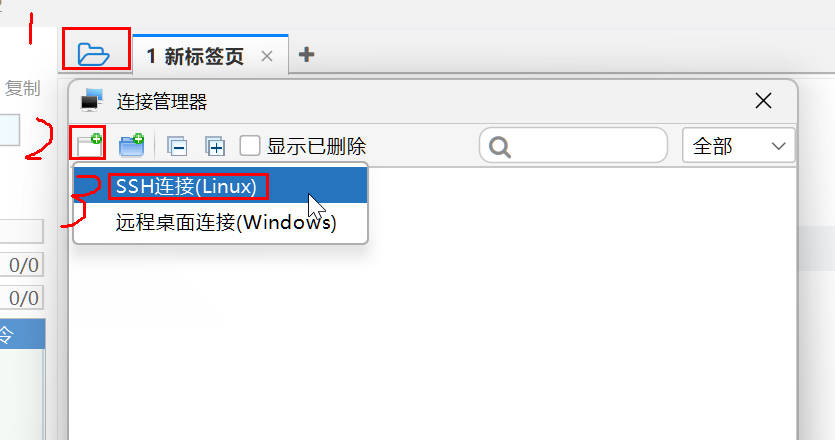 1
1 新标签页
复制
连接管理器
2
显示已删除
全部
3
SSH连接(Linux)
远程桌面连接(Windows)
0/0
0/0
令